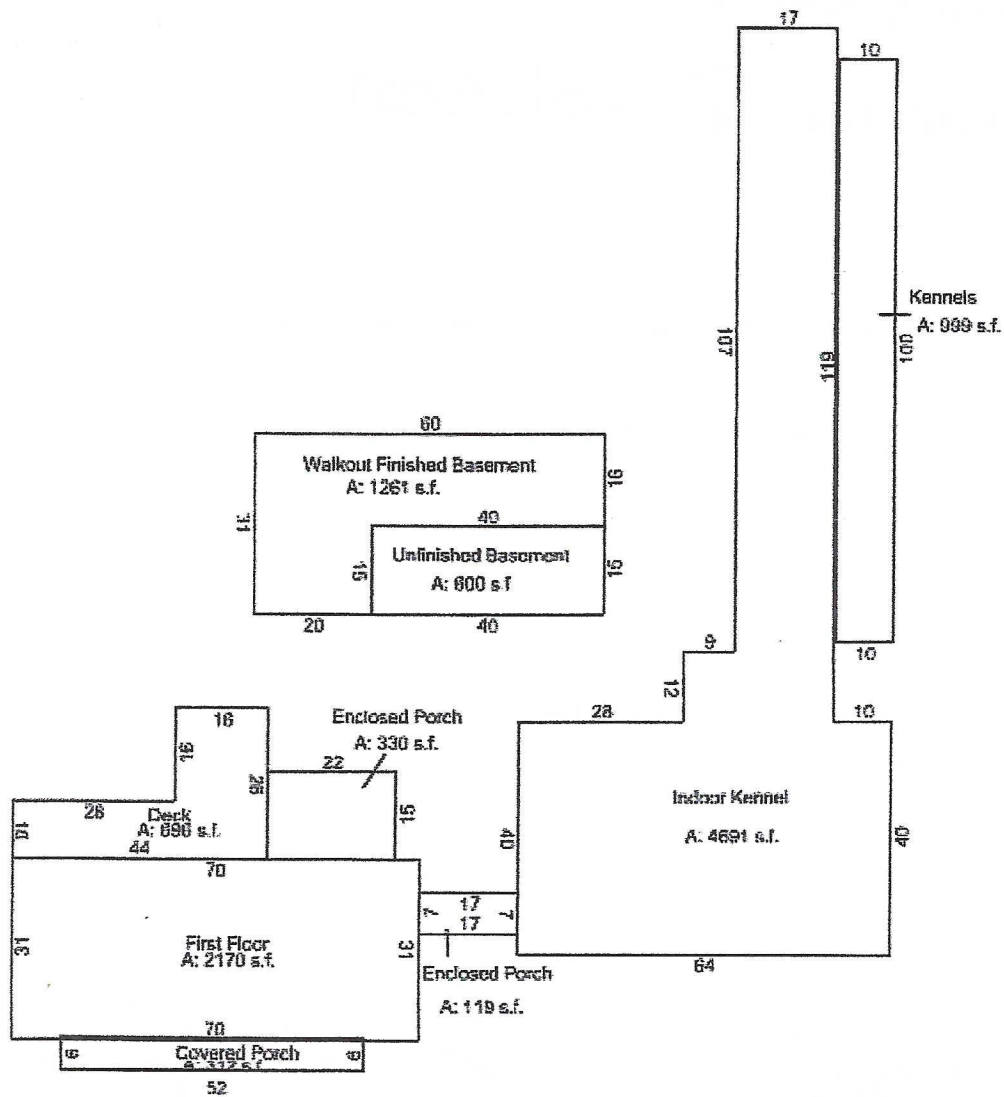 17
10
Kennels
A: 999 s.f.
107
119
100
60
Walkout Finished Basement
A: 1261 s.f.
16
31
40
Unfinished Basement
A: 600 s.f
15
15
20
40
10
9
12
28
10
16
Enclosed Porch
A: 330 s.f.
22
16
26
15
28
Deck
A: 696 s.f.
10
44
Indoor Kennel
A: 4691 s.f.
40
40
70
17
7
7
17
First Floor
A: 2170 s.f.
31
31
64
Enclosed Porch
A: 119 s.f.
70
6
Covered Porch
A: 312 s.f.
6
52